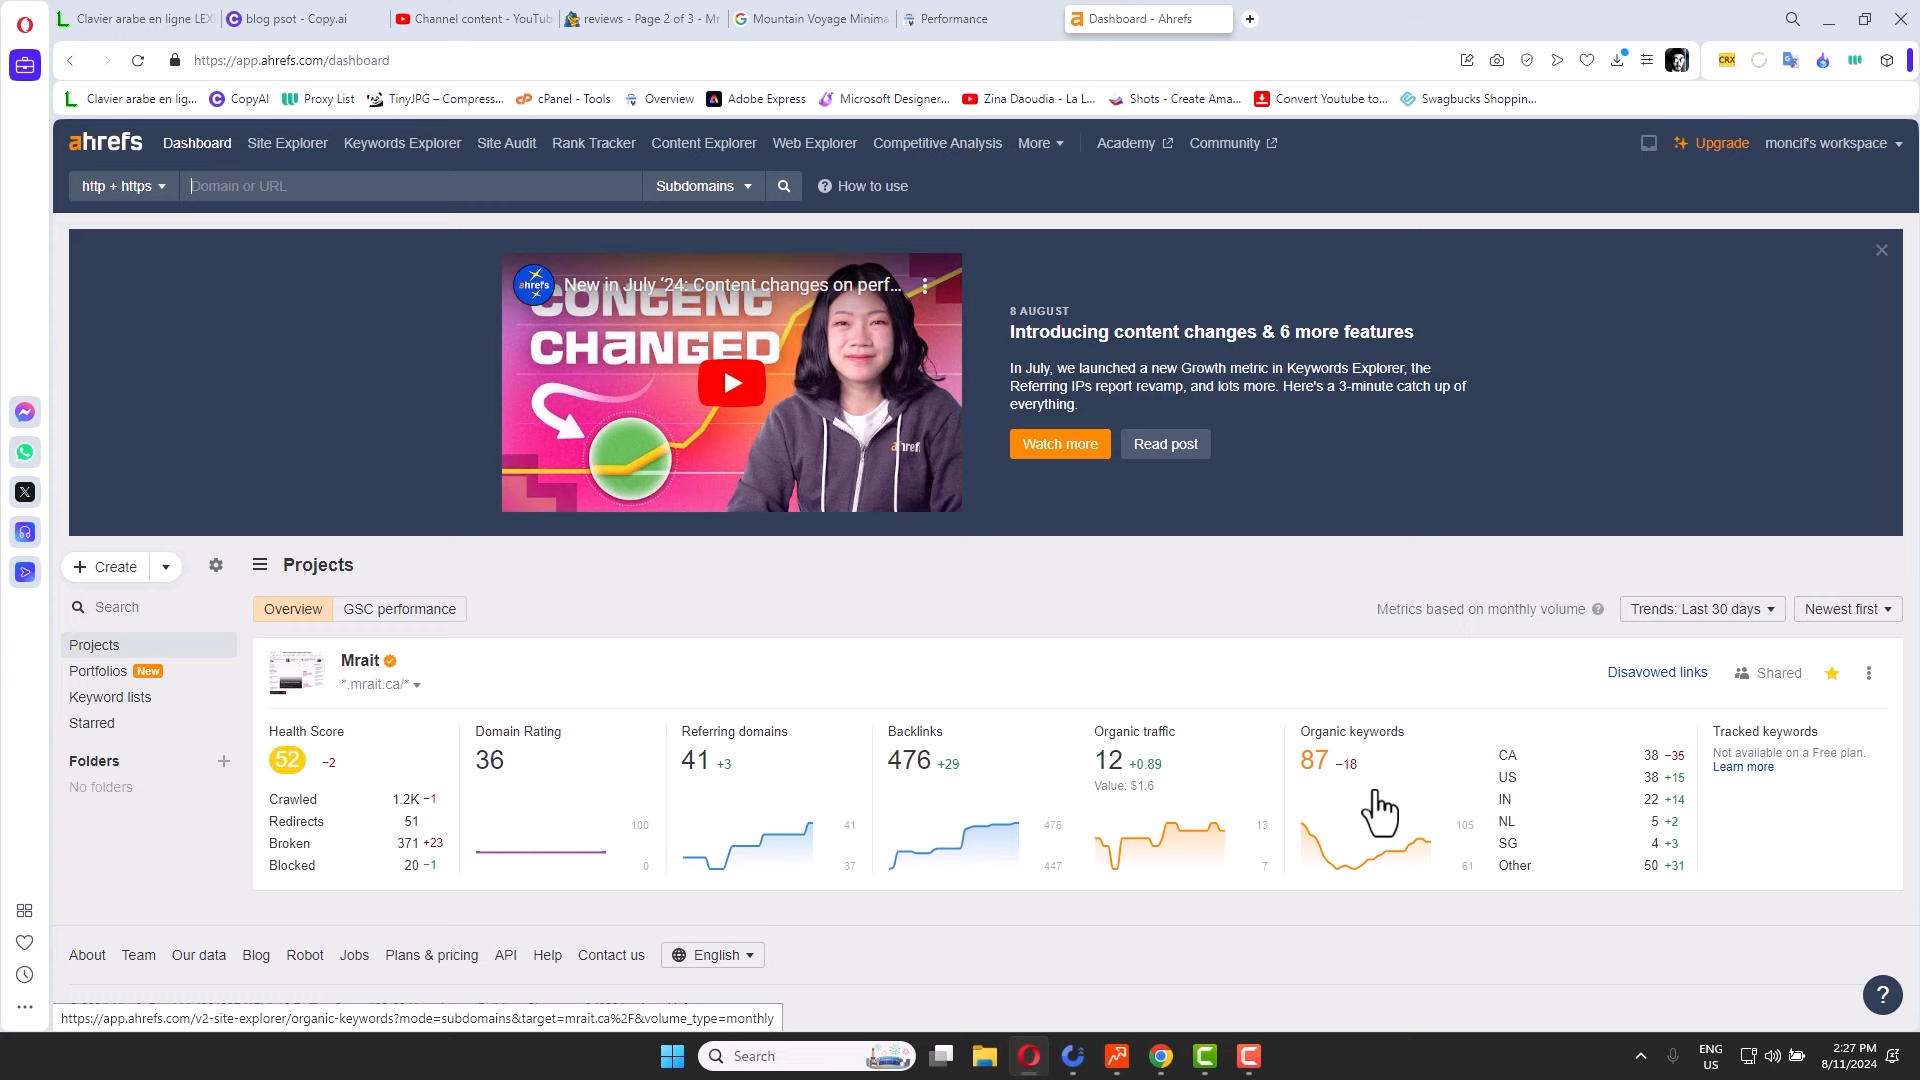 Clavier arabe en ligne LEX
blog psot - Copy.ai
Channel content - YouTub
reviews - Page 2 of 3 - Mr
Mountain Voyage Minima
Performance
Dashboard - Ahrefs
https://app.ahrefs.com/dashboard
CRX
Clavier arabe en lig...
CopyAI
Proxy List
TinyJPG – Compress...
cPanel - Tools
Overview
Adobe Express
Microsoft Designer...
Zina Daoudia - La L...
Shots - Create Ama...
Convert Youtube to...
Swagbucks Shoppin...
ahrefs
Dashboard
Site Explorer
Keywords Explorer
Site Audit
Rank Tracker
Content Explorer
Web Explorer
Competitive Analysis
More
Academy
Community
Upgrade
moncif's workspace
http + https
Domain or URL
Subdomains
How to use
ahrefs
New in July '24: Content changes on perf...
CONTENT
CHANGED
ahref
8 AUGUST
Introducing content changes & 6 more features
In July, we launched a new Growth metric in Keywords Explorer, the
Referring IPs report revamp, and lots more. Here's a 3-minute catch up of
everything.
Watch more
Read post
Create
Search
Projects
Portfolios New
Keyword lists
Starred
Folders
No folders
Projects
Overview
GSC performance
Metrics based on monthly volume
Trends: Last 30 days
Newest first
Mrait
*.mrait.ca/*
Disavowed links
Shared
Health Score
52 −2
Crawled 1.2K −1
Redirects 51
Broken 371 +23
Blocked 20 −1
Domain Rating
36
100
0
Referring domains
41 +3
41
37
Backlinks
476 +29
476
447
Organic traffic
12 +0.89
Value: $1.6
13
7
Organic keywords
87 −18
105
61
CA 38 −35
US 38 +15
IN 22 +14
NL 5 +2
SG 4 +3
Other 50 +31
Tracked keywords
Not available on a Free plan.
Learn more
About
Team
Our data
Blog
Robot
Jobs
Plans & pricing
API
Help
Contact us
English
?
https://app.ahrefs.com/v2-site-explorer/organic-keywords?mode=subdomains&target=mrait.ca%2F&volume_type=monthly
Search
ENG
US
2:27 PM
8/11/2024